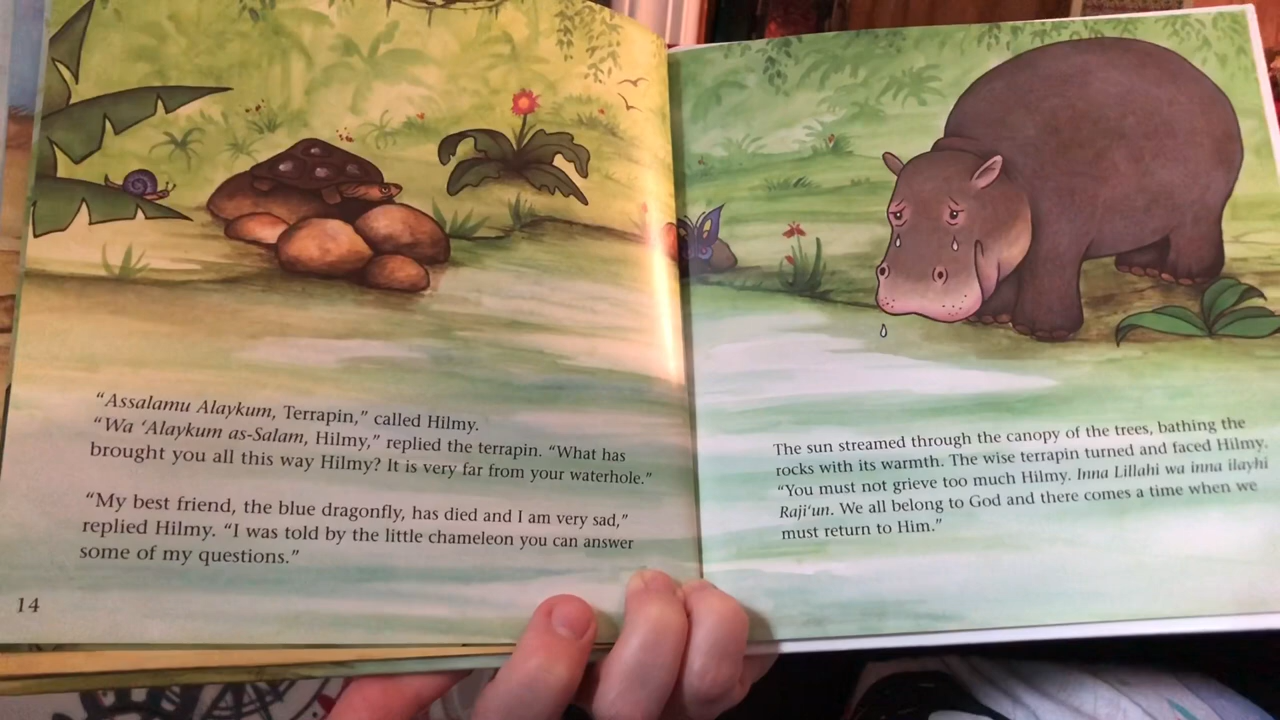 “Assalamu Alaykum, Terrapin,” called Hilmy.
“Wa ‘Alaykum as-Salam, Hilmy,” replied the terrapin. “What has
brought you all this way Hilmy? It is very far from your waterhole.”
“My best friend, the blue dragonfly, has died and I am very sad,”
replied Hilmy. “I was told by the little chameleon you can answer
some of my questions.”
14
The sun streamed through the canopy of the trees, bathing the
rocks with its warmth. The wise terrapin turned and faced Hilmy.
“You must not grieve too much Hilmy. Inna Lillahi wa inna ilayhi
Raji‘un. We all belong to God and there comes a time when we
must return to Him.”